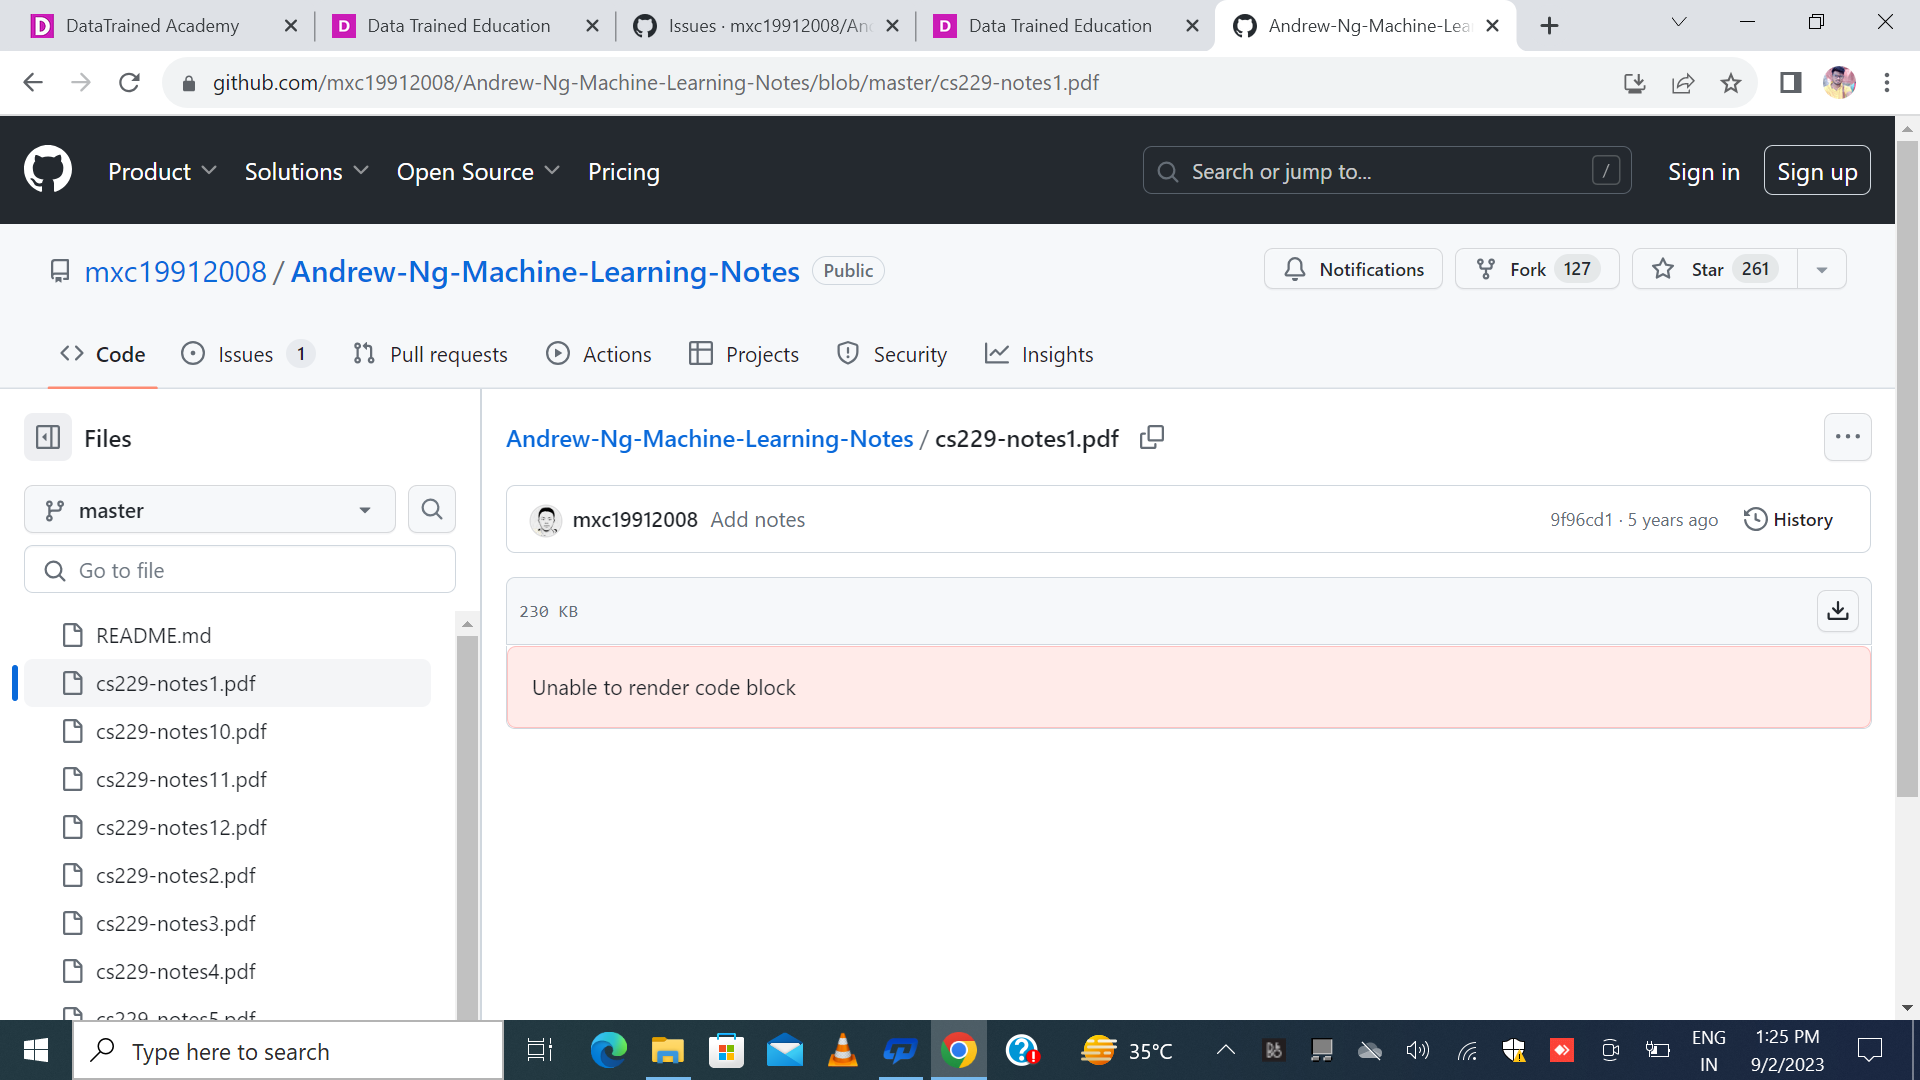 DataTrained Academy
Data Trained Education
Issues · mxc19912008/An
Data Trained Education
Andrew-Ng-Machine-Lea
github.com/mxc19912008/Andrew-Ng-Machine-Learning-Notes/blob/master/cs229-notes1.pdf
Product
Solutions
Open Source
Pricing
Search or jump to...
/
Sign in
Sign up
mxc19912008 / Andrew-Ng-Machine-Learning-Notes
Public
Notifications
Fork 127
Star 261
Code
Issues 1
Pull requests
Actions
Projects
Security
Insights
Files
master
Go to file
README.md
cs229-notes1.pdf
cs229-notes10.pdf
cs229-notes11.pdf
cs229-notes12.pdf
cs229-notes2.pdf
cs229-notes3.pdf
cs229-notes4.pdf
cs229-notes5.pdf
Andrew-Ng-Machine-Learning-Notes / cs229-notes1.pdf
mxc19912008 Add notes
9f96cd1 · 5 years ago
History
230 KB
Unable to render code block
Type here to search
35°C
ENG
IN
1:25 PM
9/2/2023